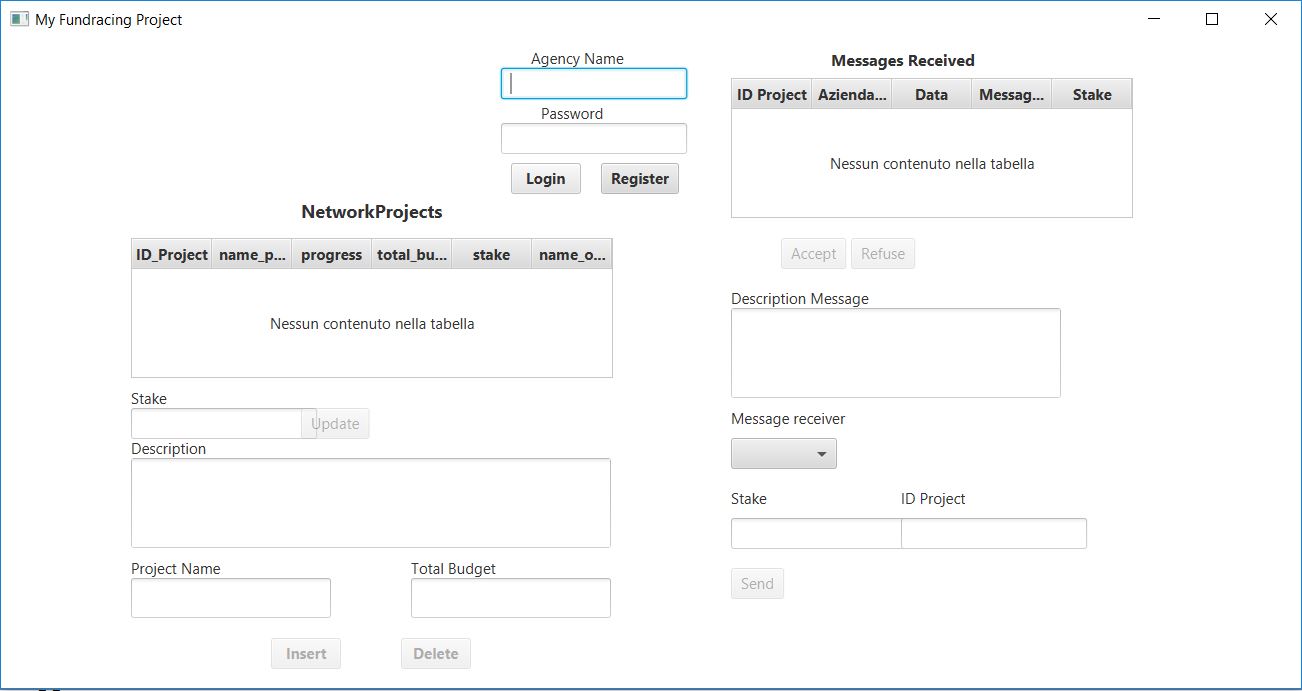 My Fundracing Project
Agency Name
Password
Login
Register
NetworkProjects
ID_Project name_p... progress total_bu... stake name_o...
Nessun contenuto nella tabella
Stake
Update
Description
Project Name
Total Budget
Insert
Delete
Messages Received
ID Project Azienda... Data Messag... Stake
Nessun contenuto nella tabella
Accept
Refuse
Description Message
Message receiver
Stake
ID Project
Send